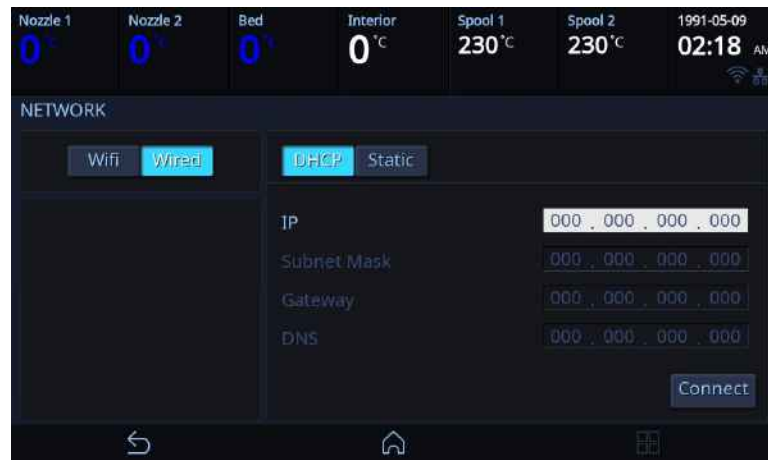 Nozzle 1 Nozzle 2 Bed Interior Spool 1 Spool 2 1991-05-09
0°C 0°C 0°C 0°C 230°C 230°C 02:18 AM
NETWORK
Wifi Wired DHCP Static
IP 000 . 000 . 000 . 000
Subnet Mask 000 . 000 . 000 . 000
Gateway 000 . 000 . 000 . 000
DNS 000 . 000 . 000 . 000
Connect